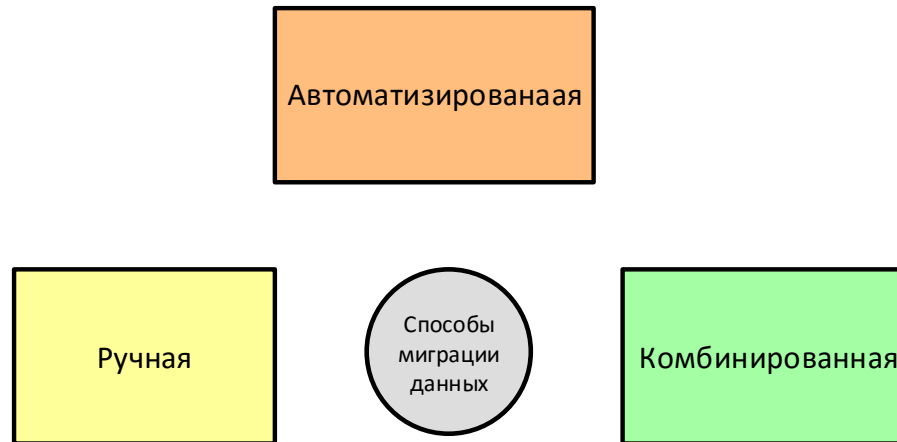 Автоматизированаая
Ручная
Способы
миграции
данных
Комбинированная